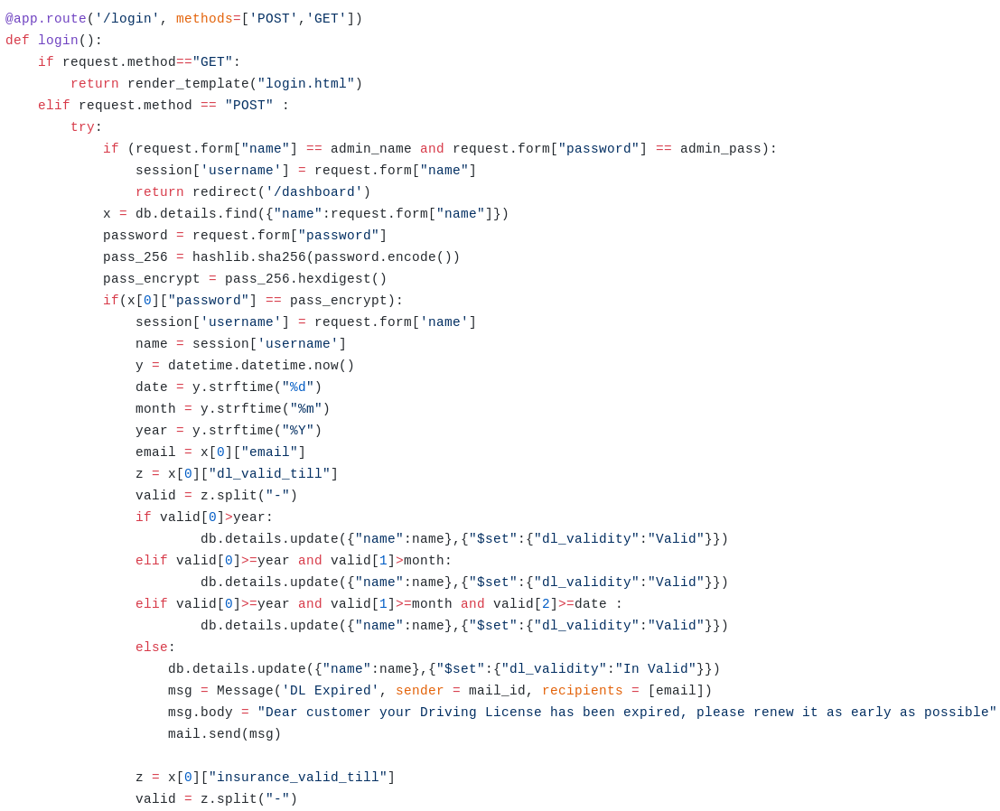 @app.route('/login', methods=['POST','GET'])
def login():
    if request.method=="GET":
        return render_template("login.html")
    elif request.method == "POST" :
        try:
            if (request.form["name"] == admin_name and request.form["password"] == admin_pass):
                session['username'] = request.form["name"]
                return redirect('/dashboard')
            x = db.details.find({"name":request.form["name"]})
            password = request.form["password"]
            pass_256 = hashlib.sha256(password.encode())
            pass_encrypt = pass_256.hexdigest()
            if(x[0]["password"] == pass_encrypt):
                session['username'] = request.form['name']
                name = session['username']
                y = datetime.datetime.now()
                date = y.strftime("%d")
                month = y.strftime("%m")
                year = y.strftime("%Y")
                email = x[0]["email"]
                z = x[0]["dl_valid_till"]
                valid = z.split("-")
                if valid[0]>year:
                        db.details.update({"name":name},{"$set":{"dl_validity":"Valid"}})
                elif valid[0]>=year and valid[1]>month:
                        db.details.update({"name":name},{"$set":{"dl_validity":"Valid"}})
                elif valid[0]>=year and valid[1]>=month and valid[2]>=date :
                        db.details.update({"name":name},{"$set":{"dl_validity":"Valid"}})
                else:
                    db.details.update({"name":name},{"$set":{"dl_validity":"In Valid"}})
                    msg = Message('DL Expired', sender = mail_id, recipients = [email])
                    msg.body = "Dear customer your Driving License has been expired, please renew it as early as possible"
                    mail.send(msg)

                z = x[0]["insurance_valid_till"]
                valid = z.split("-")